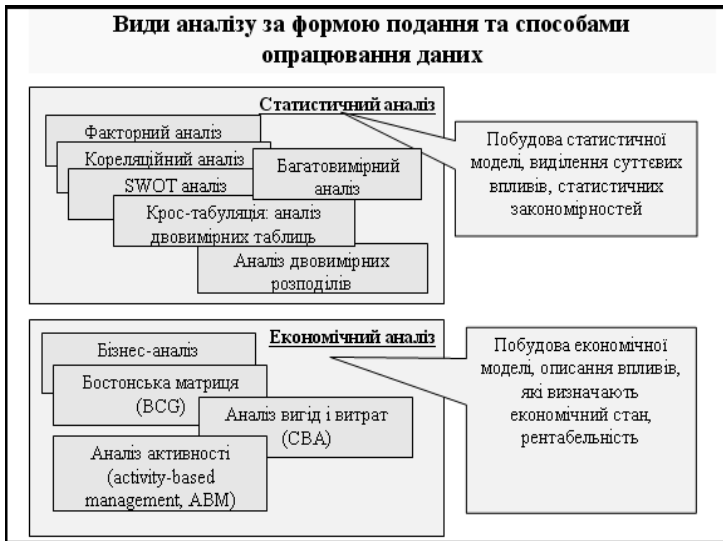 Види аналізу за формою подання та способами
опрацювання даних
Статистичний аналіз
Факторний аналіз
Кореляційний аналіз
SWOT аналіз
Багатовимірний
аналіз
Крос-табуляція: аналіз
двовимірних таблиць
Аналіз двовимірних
розподілів
Побудова статистичної
моделі, виділення суттєвих
впливів, статистичних
закономірностей
Економічний аналіз
Бізнес-аналіз
Бостонська матриця
(BCG)
Аналіз вигід і витрат
(CBA)
Аналіз активності
(activity-based
management, ABM)
Побудова економічної
моделі, описання впливів,
які визначають
економічний стан,
рентабельність